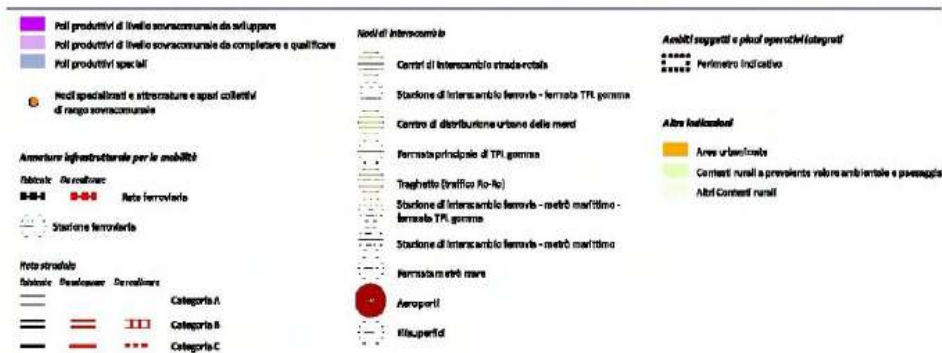 Poli produttivi di livello sovracomunale da sviluppare
Poli produttivi di livello sovracomunale da completare e qualificare
Poli produttivi speciali
Nodi specializzati e attrezzature e spazi collettivi
di rango sovracomunale
Armatura infrastrutturale per la mobilità
Esistente Da realizzare
Rete ferroviaria
Stazione ferroviaria
Rete stradale
Esistente Da adeguare Da realizzare
Categoria A
Categoria B
Categoria C
Nodi di interscambio
Centri di interscambio strada-rotaia
Stazione di interscambio ferrovia - fermata TPL gomma
Centro di distribuzione urbana delle merci
Fermata principale di TPL gomma
Traghetto (traffico Ro-Ro)
Stazione di interscambio ferrovia - metrò marittimo -
fermata TPL gomma
Stazione di interscambio ferrovia - metrò marittimo
Fermata metrò mare
Aeroporti
Elisuperfici
Ambiti soggetti a piani operativi integrati
Perimetro indicativo
Altre indicazioni
Aree urbanizzate
Contesti rurali a prevalente valore ambientale e paesaggis
Altri Contesti rurali